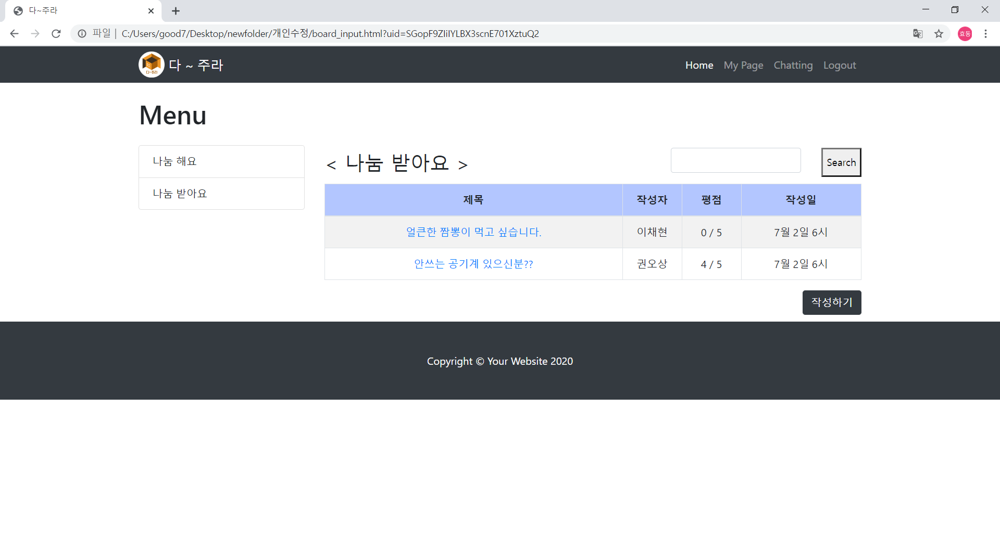 다~주라
파일 | C:/Users/good7/Desktop/newfolder/개인수정/board_input.html?uid=SGopF9ZIiIYLBX3scnE701XztuQ2
효동
다~주라
다 ~ 주라
Home My Page Chatting Logout
Menu
나눔 해요
나눔 받아요
< 나눔 받아요 >
Search
제목 작성자 평점 작성일
얼큰한 짬뽕이 먹고 싶습니다. 이채현 0 / 5 7월 2일 6시
안쓰는 공기계 있으신분?? 권오상 4 / 5 7월 2일 6시
작성하기
Copyright © Your Website 2020